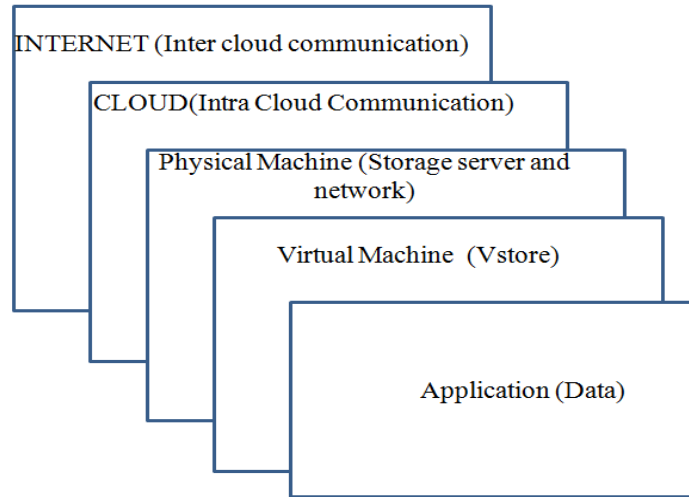 INTERNET (Inter cloud communication)
CLOUD(Intra Cloud Communication)
Physical Machine (Storage server and
network)
Virtual Machine  (Vstore)
Application (Data)